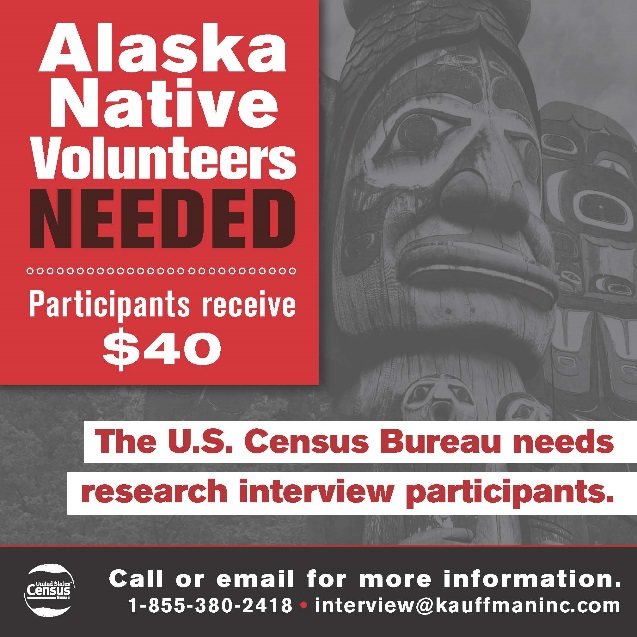 Alaska
Native
Volunteers
NEEDED
Participants receive
$40
The U.S. Census Bureau needs
research interview participants.
United States®
Census
Bureau
Call or email for more information.
1-855-380-2418 • interview@kauffmaninc.com